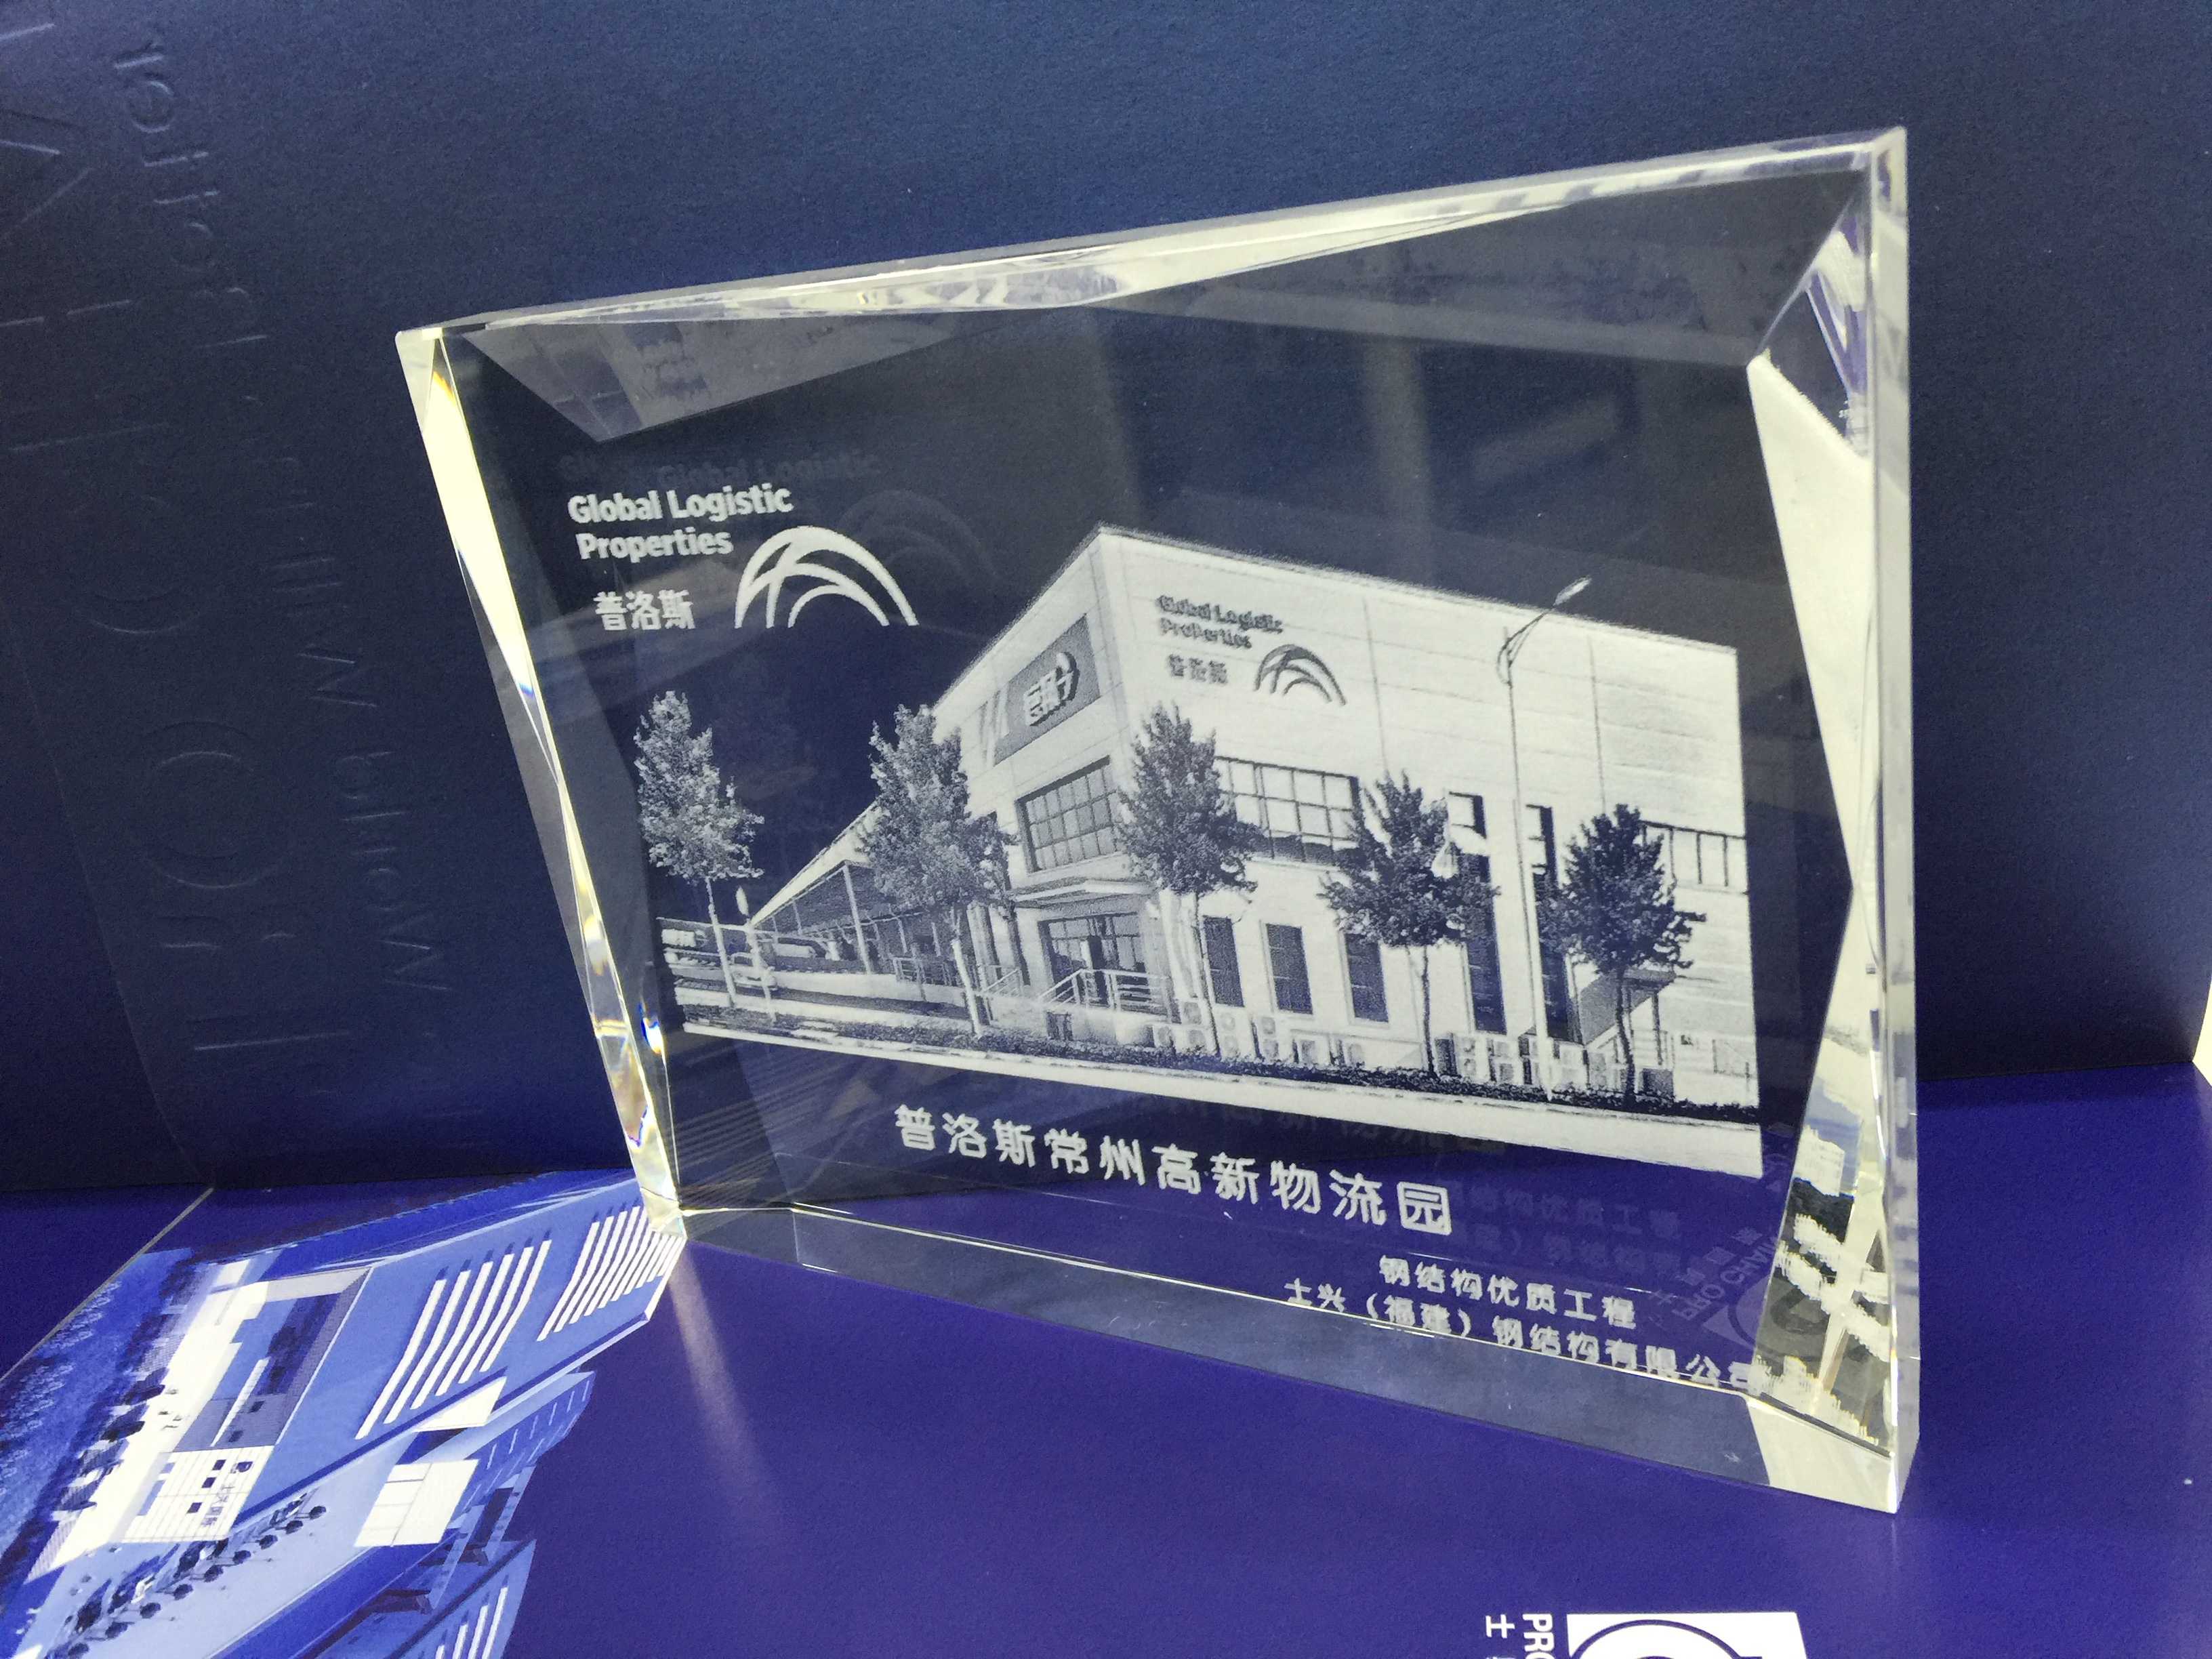 Global Logistic
Properties
普洛斯
Global Logistic
Properties
普洛斯
普洛斯常州高新物流园
钢结构优质工程
士兴（福建）钢结构有限公司
PRO
士